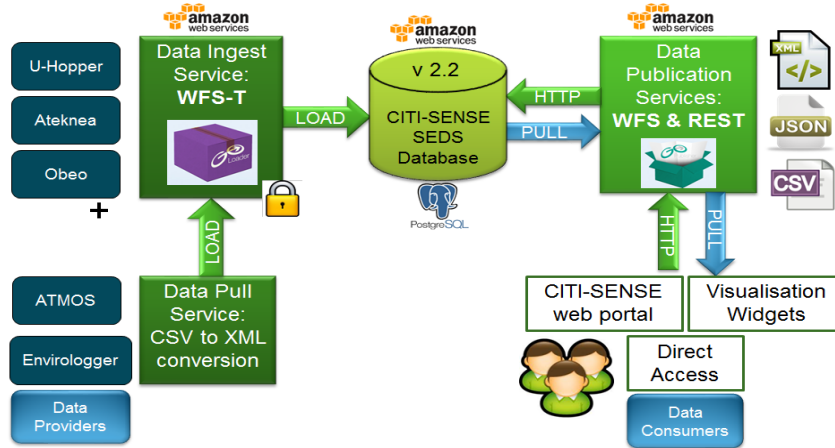 amazon
web services
amazon
web services
amazon
web services
U-Hopper
Ateknea
Obeo
+
Data Ingest
Service:
WFS-T
Loader
LOAD
v 2.2
CITI-SENSE
SEDS
Database
PostgreSQL
HTTP
PULL
Data
Publication
Services:
WFS & REST
XML
</>
JSON
CSV
LOAD
HTTP
PULL
ATMOS
Envirologger
Data
Providers
Data Pull
Service:
CSV to XML
conversion
CITI-SENSE
web portal
Visualisation
Widgets
Direct
Access
Data
Consumers